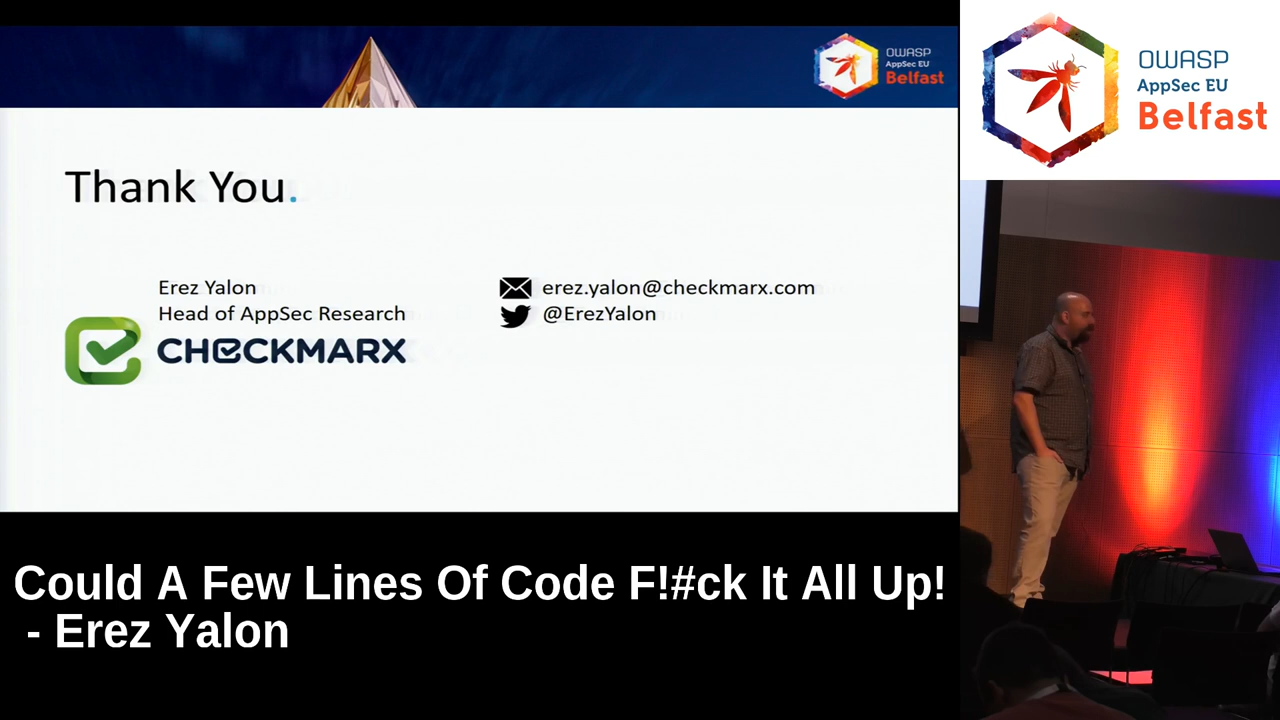 OWASP
AppSec EU
Belfast
OWASP
AppSec EU
Belfast
Thank You.
Erez Yalon
Head of AppSec Research
CHECKMARX
erez.yalon@checkmarx.com
@ErezYalon
Could A Few Lines Of Code F!#ck It All Up!
- Erez Yalon